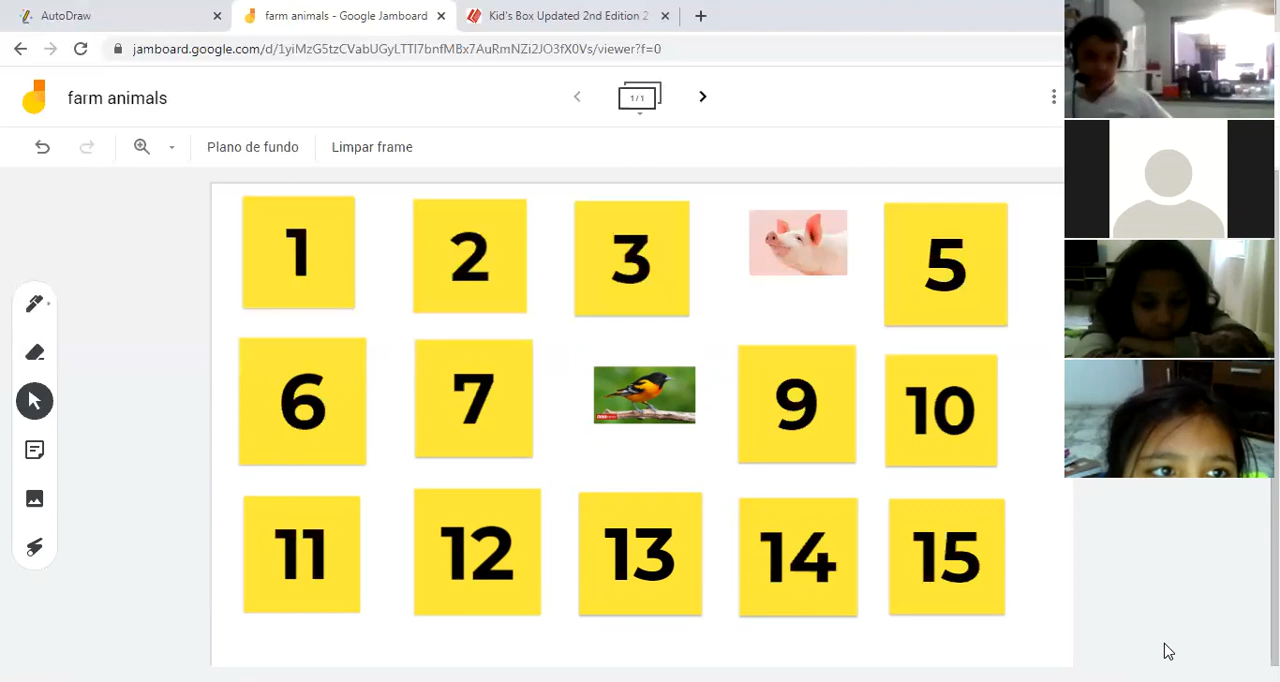 AutoDraw
farm animals - Google Jamboard
Kid's Box Updated 2nd Edition 2
jamboard.google.com/d/1yiMzG5tzCVabUGyLTTI7bnfMBx7AuRmNZi2JO3fX0Vs/viewer?f=0
farm animals
1/1
Plano de fundo
Limpar frame
1 2 3 5
6 7 9 10
11 12 13 14 15